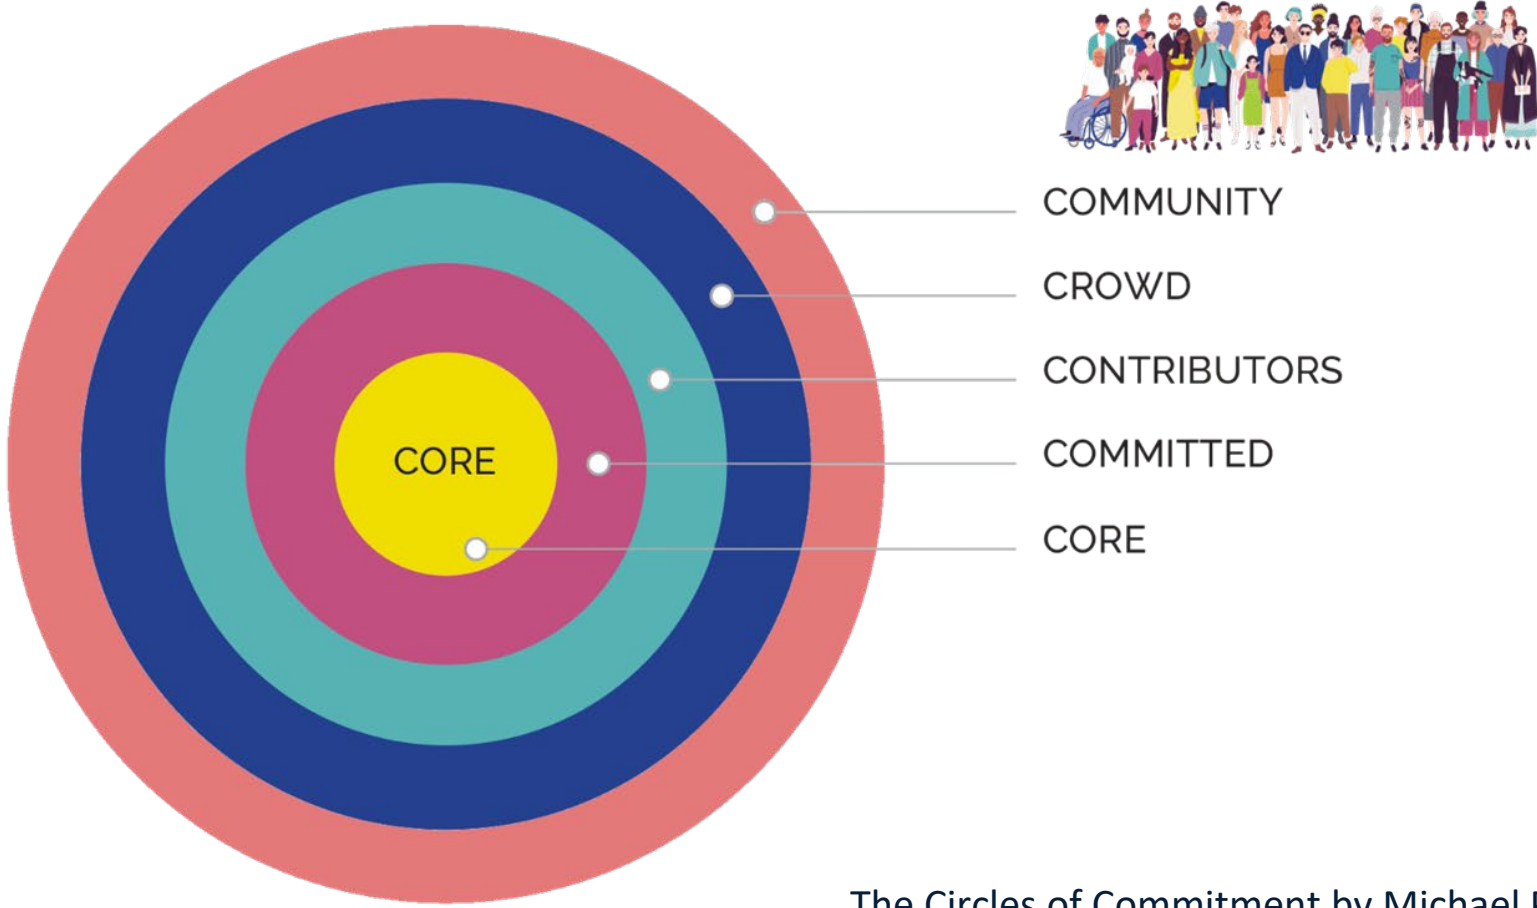 COMMUNITY
CROWD
CONTRIBUTORS
COMMITTED
CORE
CORE
The Circles of Commitment by Michael